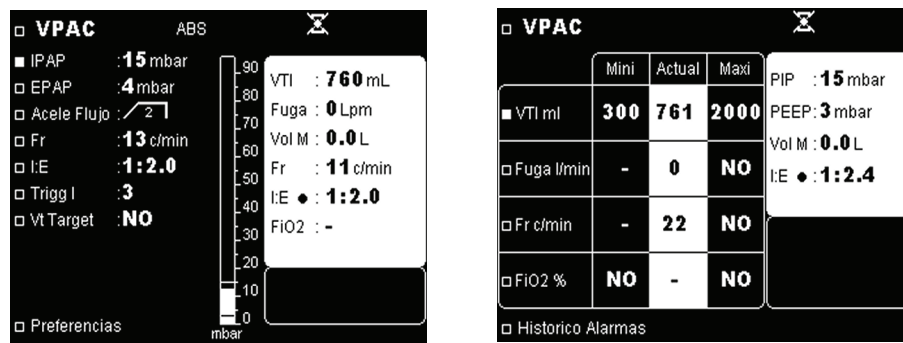 VPAC ABS
IPAP :15 mbar
EPAP :4 mbar
Acele Flujo : 2
Fr :13 c/min
I:E :1:2.0
Trigg I :3
Vt Target :NO
Preferencias
90
80
70
60
50
40
30
20
10
0
mbar
VTI : 760 mL
Fuga : 0 Lpm
Vol M : 0.0 L
Fr : 11 c/min
I:E ● : 1:2.0
FiO2 : -
VPAC
Mini Actual Maxi
VTI ml 300 761 2000
Fuga l/min - 0 NO
Fr c/min - 22 NO
FiO2 % NO - NO
Historico Alarmas
PIP :15 mbar
PEEP:3 mbar
Vol M : 0.0 L
I:E ● :1:2.4